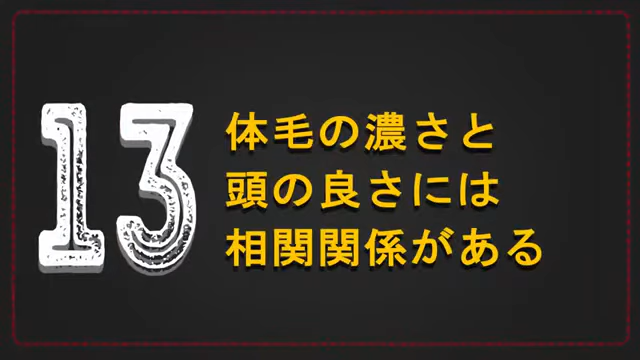 13
体毛の濃さと
頭の良さには
相関関係がある